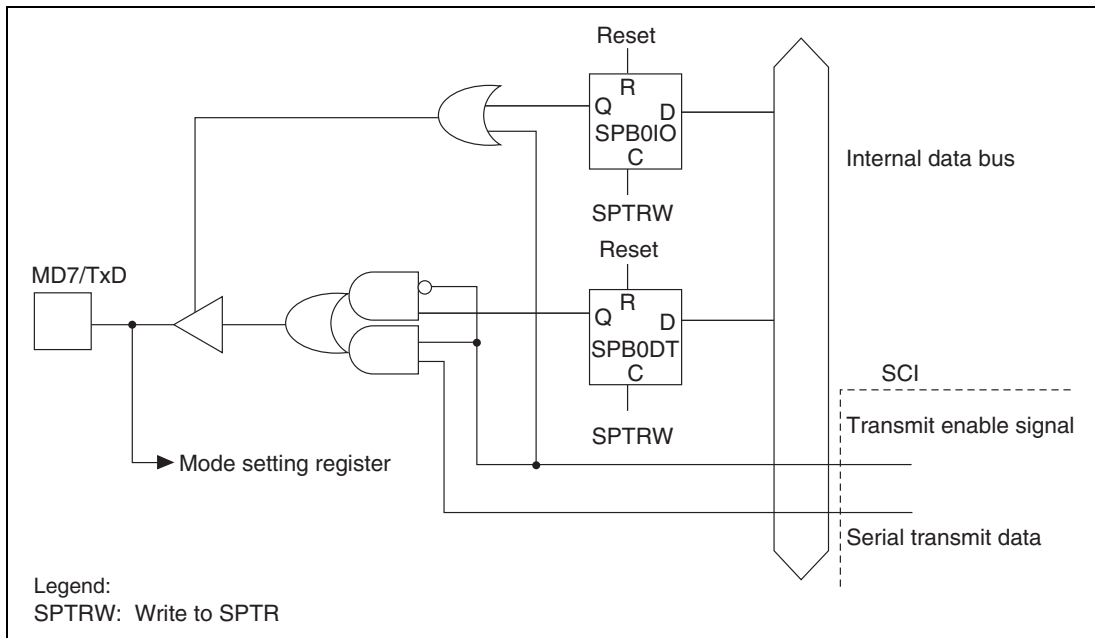 Reset
R
Q
D
SPB0IO
C
SPTRW
Internal data bus
Reset
R
Q
D
SPB0DT
C
SPTRW
MD7/TxD
SCI
Transmit enable signal
Mode setting register
Serial transmit data
Legend:
SPTRW: Write to SPTR